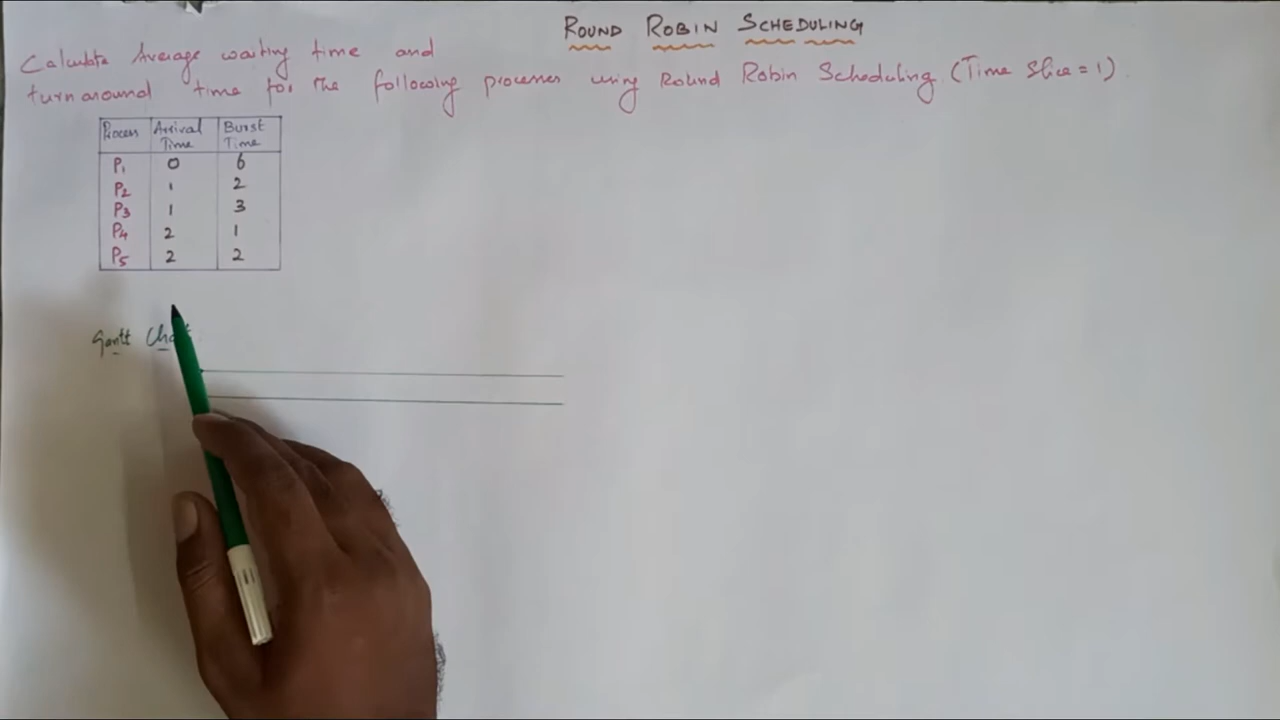 ROUND ROBIN SCHEDULING
Calculate Average waiting time and
turnaround time for the following processes using Round Robin Scheduling. (Time Slice = 1)
Process Arrival Time Burst Time
P1 0 6
P2 1 2
P3 1 3
P4 2 1
P5 2 2
Gantt